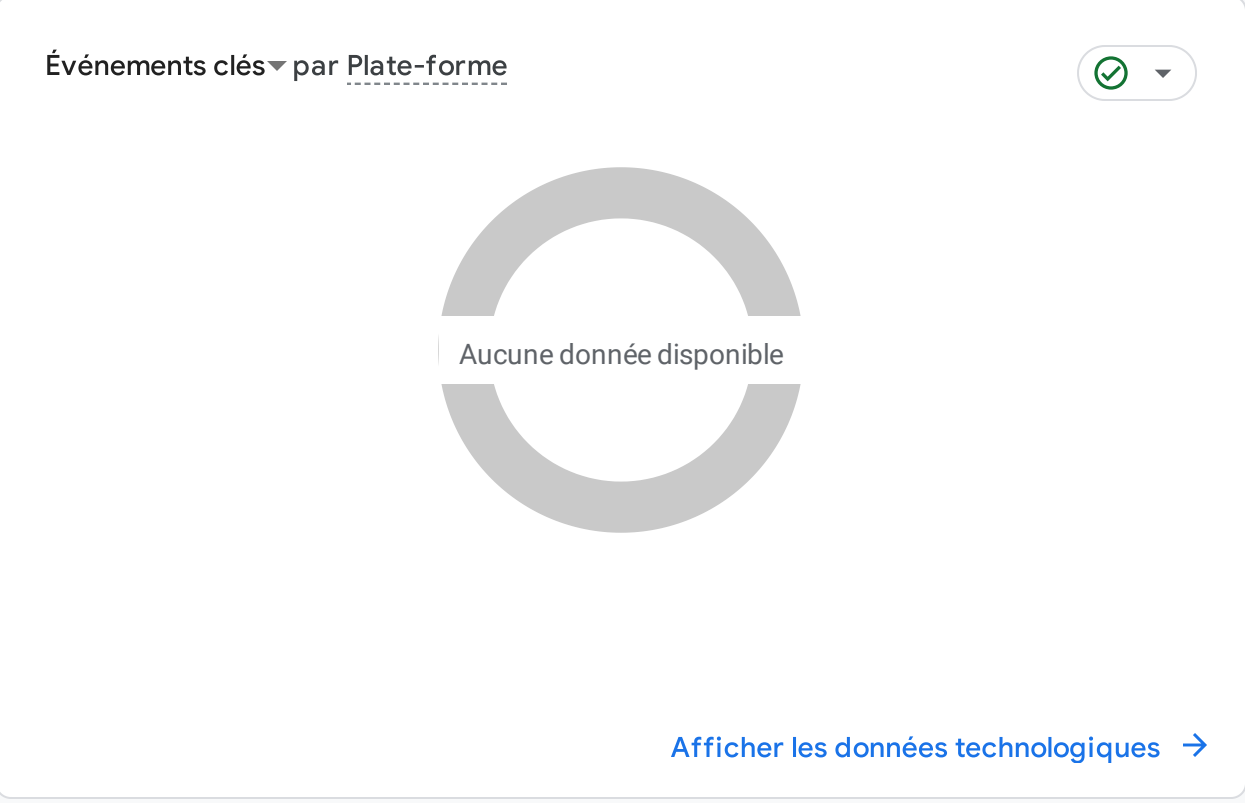 Événements clés par Plate-forme
Aucune donnée disponible
Afficher les données technologiques